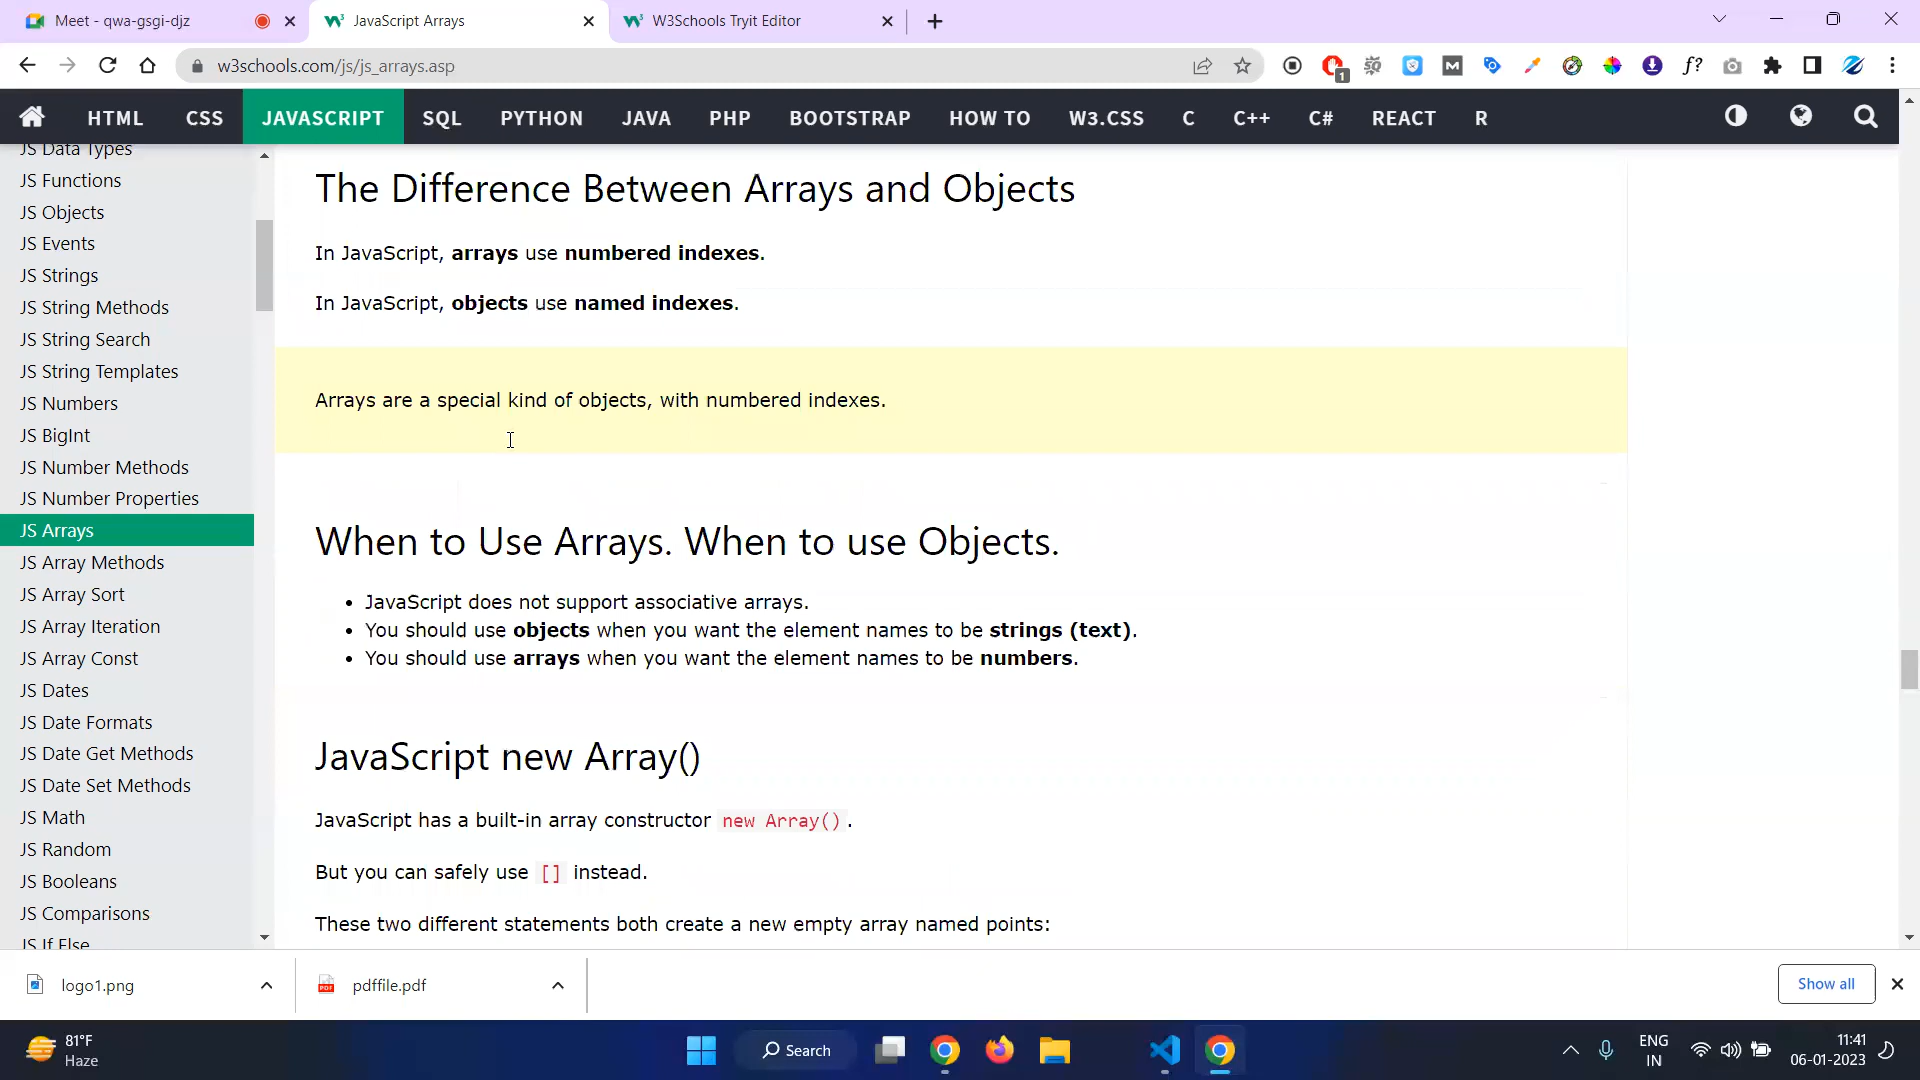 Meet - qwa-gsgi-djz
JavaScript Arrays
W3Schools Tryit Editor
w3schools.com/js/js_arrays.asp
1
SQ
M
f?
HTML
CSS
JAVASCRIPT
SQL
PYTHON
JAVA
PHP
BOOTSTRAP
HOW TO
W3.CSS
C
C++
C#
REACT
R
JS Data Types
JS Functions
JS Objects
JS Events
JS Strings
JS String Methods
JS String Search
JS String Templates
JS Numbers
JS BigInt
JS Number Methods
JS Number Properties
JS Arrays
JS Array Methods
JS Array Sort
JS Array Iteration
JS Array Const
JS Dates
JS Date Formats
JS Date Get Methods
JS Date Set Methods
JS Math
JS Random
JS Booleans
JS Comparisons
JS If Else
The Difference Between Arrays and Objects
In JavaScript, arrays use numbered indexes.
In JavaScript, objects use named indexes.
Arrays are a special kind of objects, with numbered indexes.
When to Use Arrays. When to use Objects.
• JavaScript does not support associative arrays.
• You should use objects when you want the element names to be strings (text).
• You should use arrays when you want the element names to be numbers.
JavaScript new Array()
JavaScript has a built-in array constructor new Array().
But you can safely use [] instead.
These two different statements both create a new empty array named points:
logo1.png
PDF
pdffile.pdf
Show all
81°F
Haze
Search
ENG
IN
11:41
06-01-2023